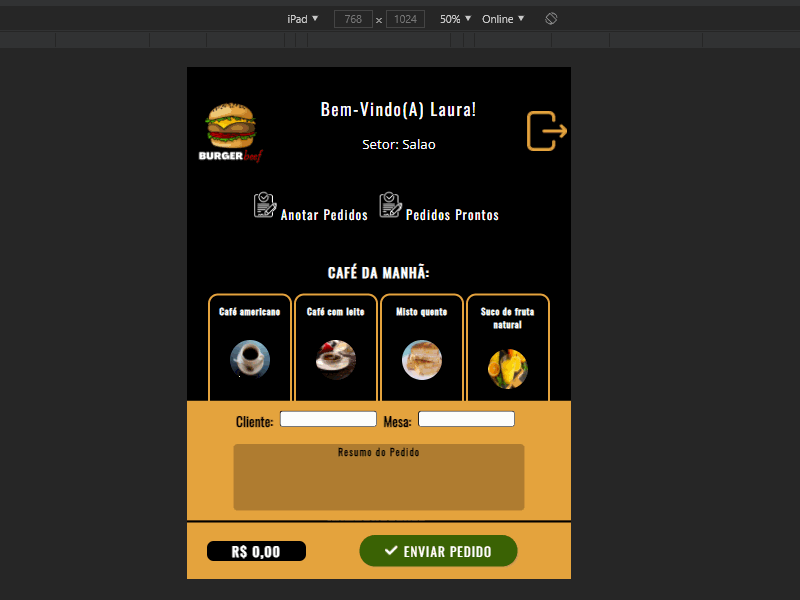 iPad ▼ 768 x 1024 50% ▼ Online ▼
Bem-Vindo(A) Laura!
Setor: Salao
BURGER beef
Anotar Pedidos Pedidos Prontos
CAFÉ DA MANHÃ:
Café americano Café com leite Misto quente Suco de fruta
natural
Cliente: Mesa:
Resumo do Pedido
R$ 0,00 ENVIAR PEDIDO